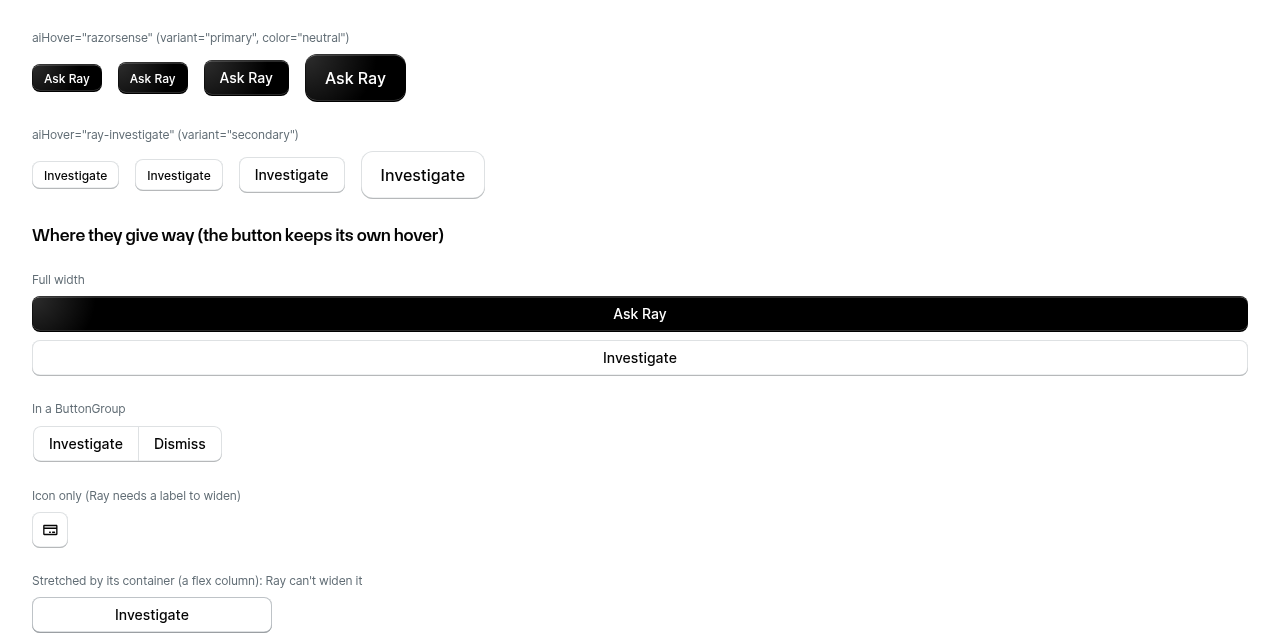 aiHover="razorsense" (variant="primary", color="neutral")
Ask Ray Ask Ray Ask Ray Ask Ray
aiHover="ray-investigate" (variant="secondary")
Investigate Investigate Investigate Investigate
Where they give way (the button keeps its own hover)
Full width
Ask Ray
Investigate
In a ButtonGroup
Investigate Dismiss
Icon only (Ray needs a label to widen)
Stretched by its container (a flex column): Ray can't widen it
Investigate